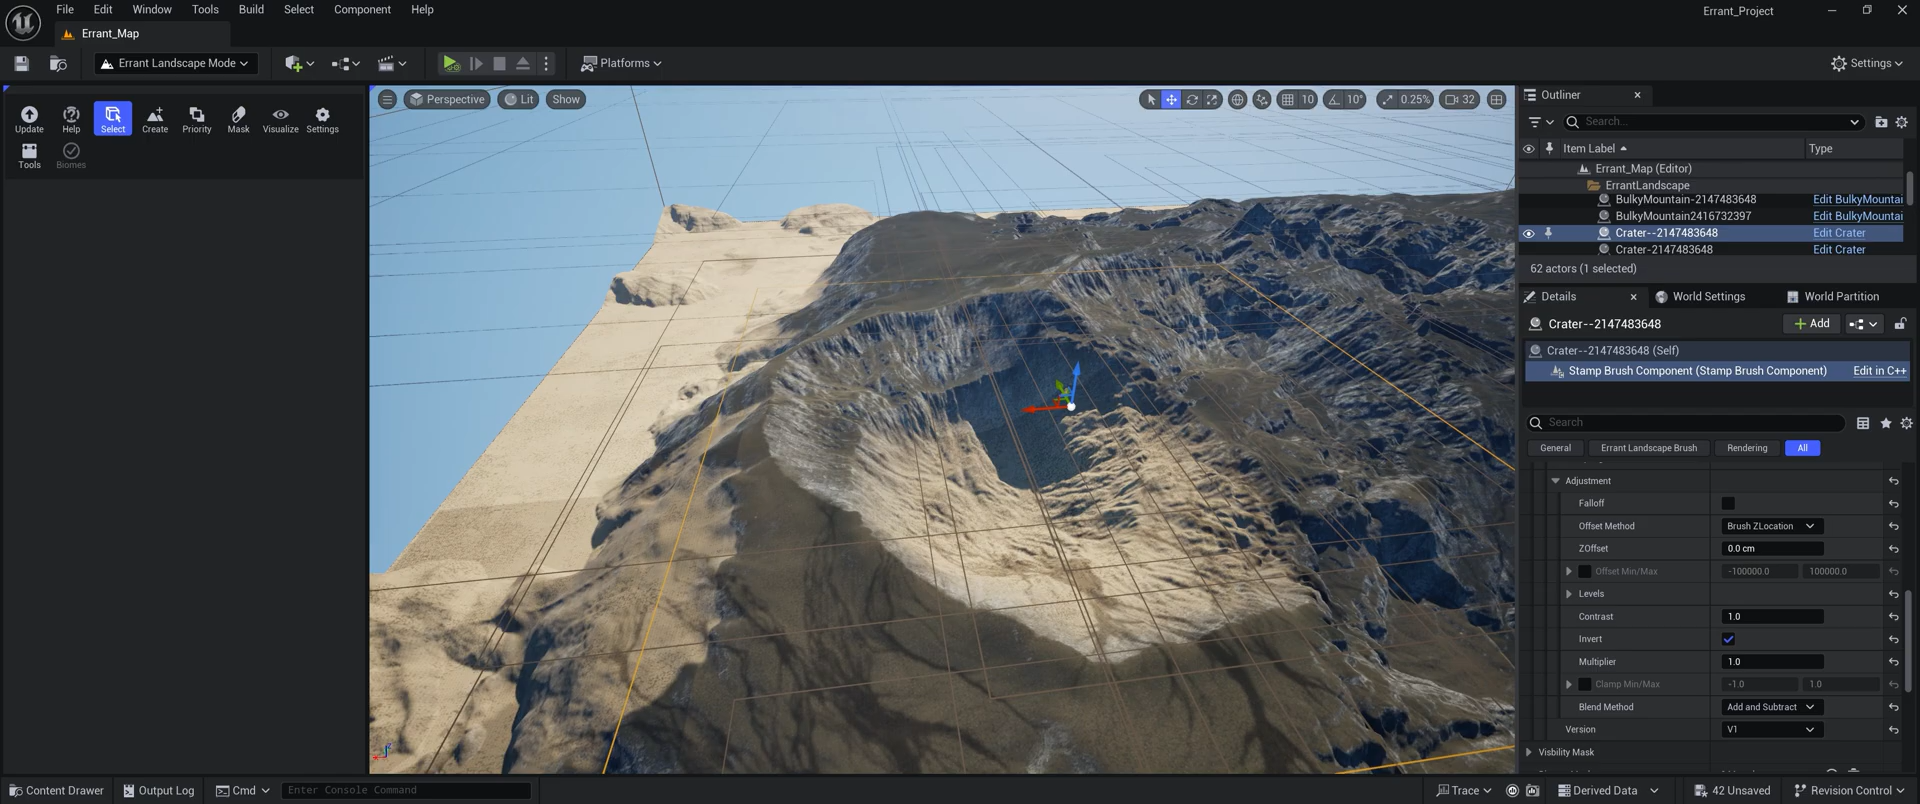 File Edit Window Tools Build Select Component Help
Errant_Project
Errant_Map
Errant Landscape Mode
Platforms
Settings
Update Help Select Create Priority Mask Visualize Settings
Tools Biomes
Perspective Lit Show
10 10° 0.25% 32
Outliner
Search...
Item Label Type
Errant_Map (Editor)
ErrantLandscape
BulkyMountain-2147483648 Edit BulkyMountai
BulkyMountain2416732397 Edit BulkyMountai
Crater--2147483648 Edit Crater
Crater-2147483648 Edit Crater
62 actors (1 selected)
Details World Settings World Partition
Crater--2147483648 Add
Crater--2147483648 (Self)
Stamp Brush Component (Stamp Brush Component) Edit in C++
Search
General Errant Landscape Brush Rendering All
Adjustment
Falloff
Offset Method Brush ZLocation
ZOffset 0.0 cm
Offset Min/Max -100000.0 100000.0
Levels
Contrast 1.0
Invert
Multiplier 1.0
Clamp Min/Max -1.0 1.0
Blend Method Add and Subtract
Version V1
Visbility Mask
Content Drawer Output Log Cmd Enter Console Command
Trace Derived Data 42 Unsaved Revision Control